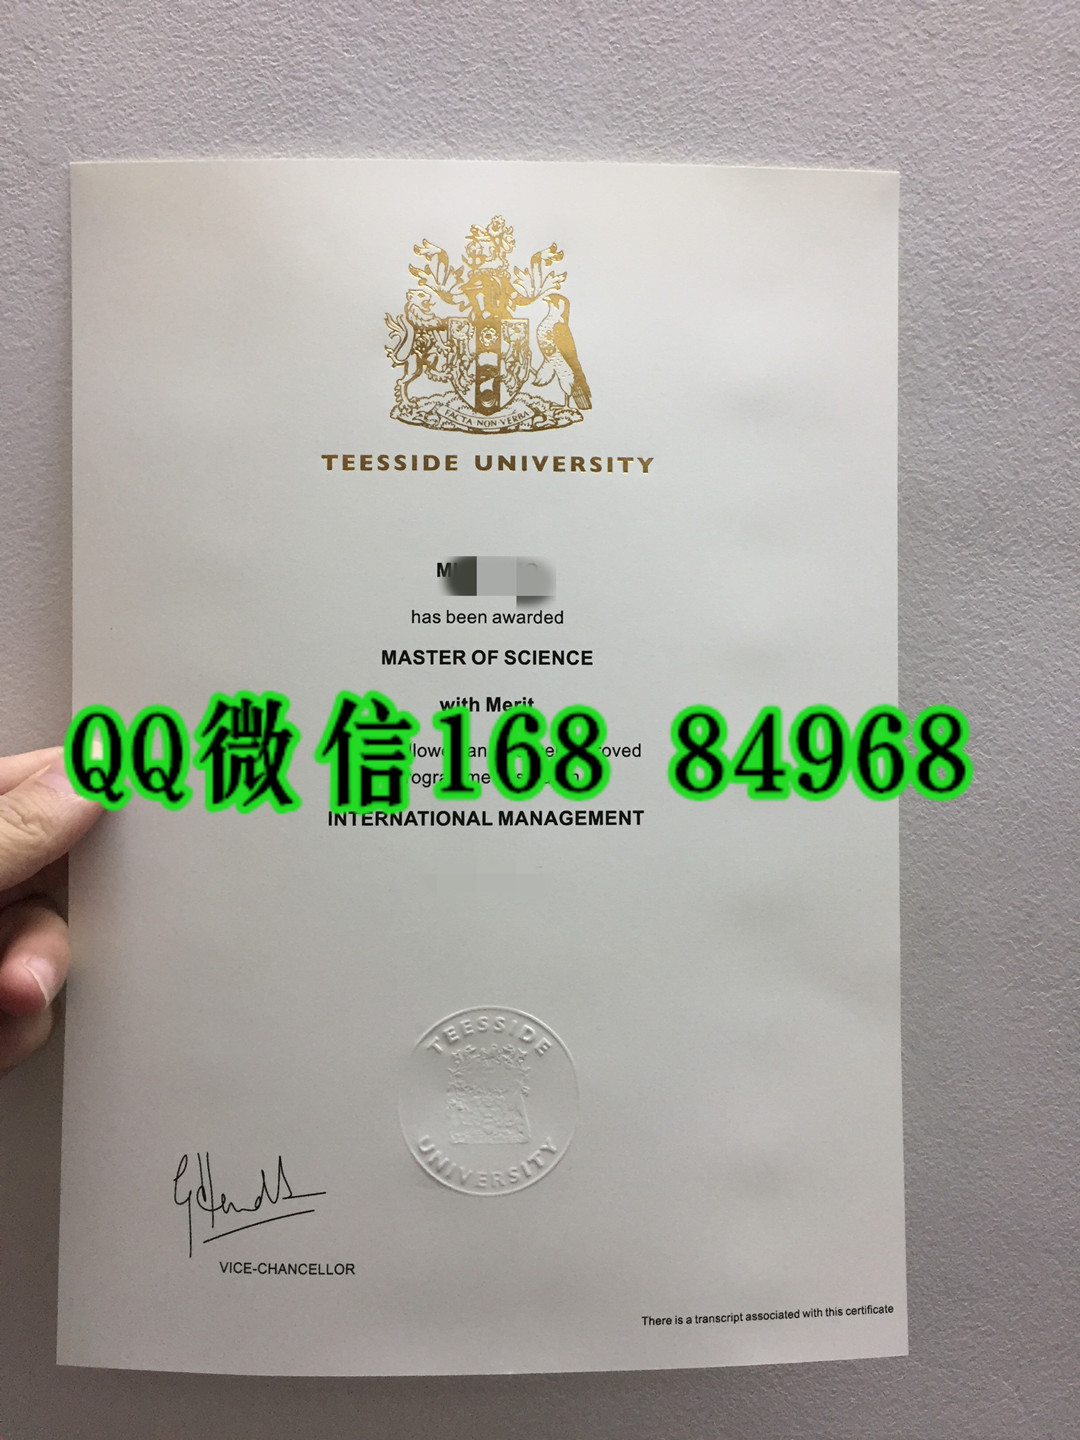 FACTA NON VERBA
TEESSIDE UNIVERSITY
has been awarded
MASTER OF SCIENCE
with Merit
QQ微信168 84968
INTERNATIONAL MANAGEMENT
TEESSIDE
UNIVERSITY
VICE-CHANCELLOR
There is a transcript associated with this certificate